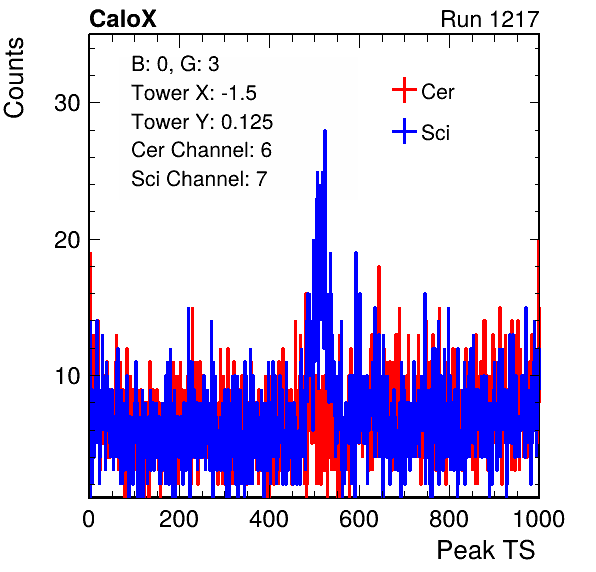 CaloX Run 1217
Counts
B: 0, G: 3
Tower X: -1.5
Tower Y: 0.125
Cer Channel: 6
Sci Channel: 7
Cer
Sci
30
20
10
0 200 400 600 800 1000
Peak TS